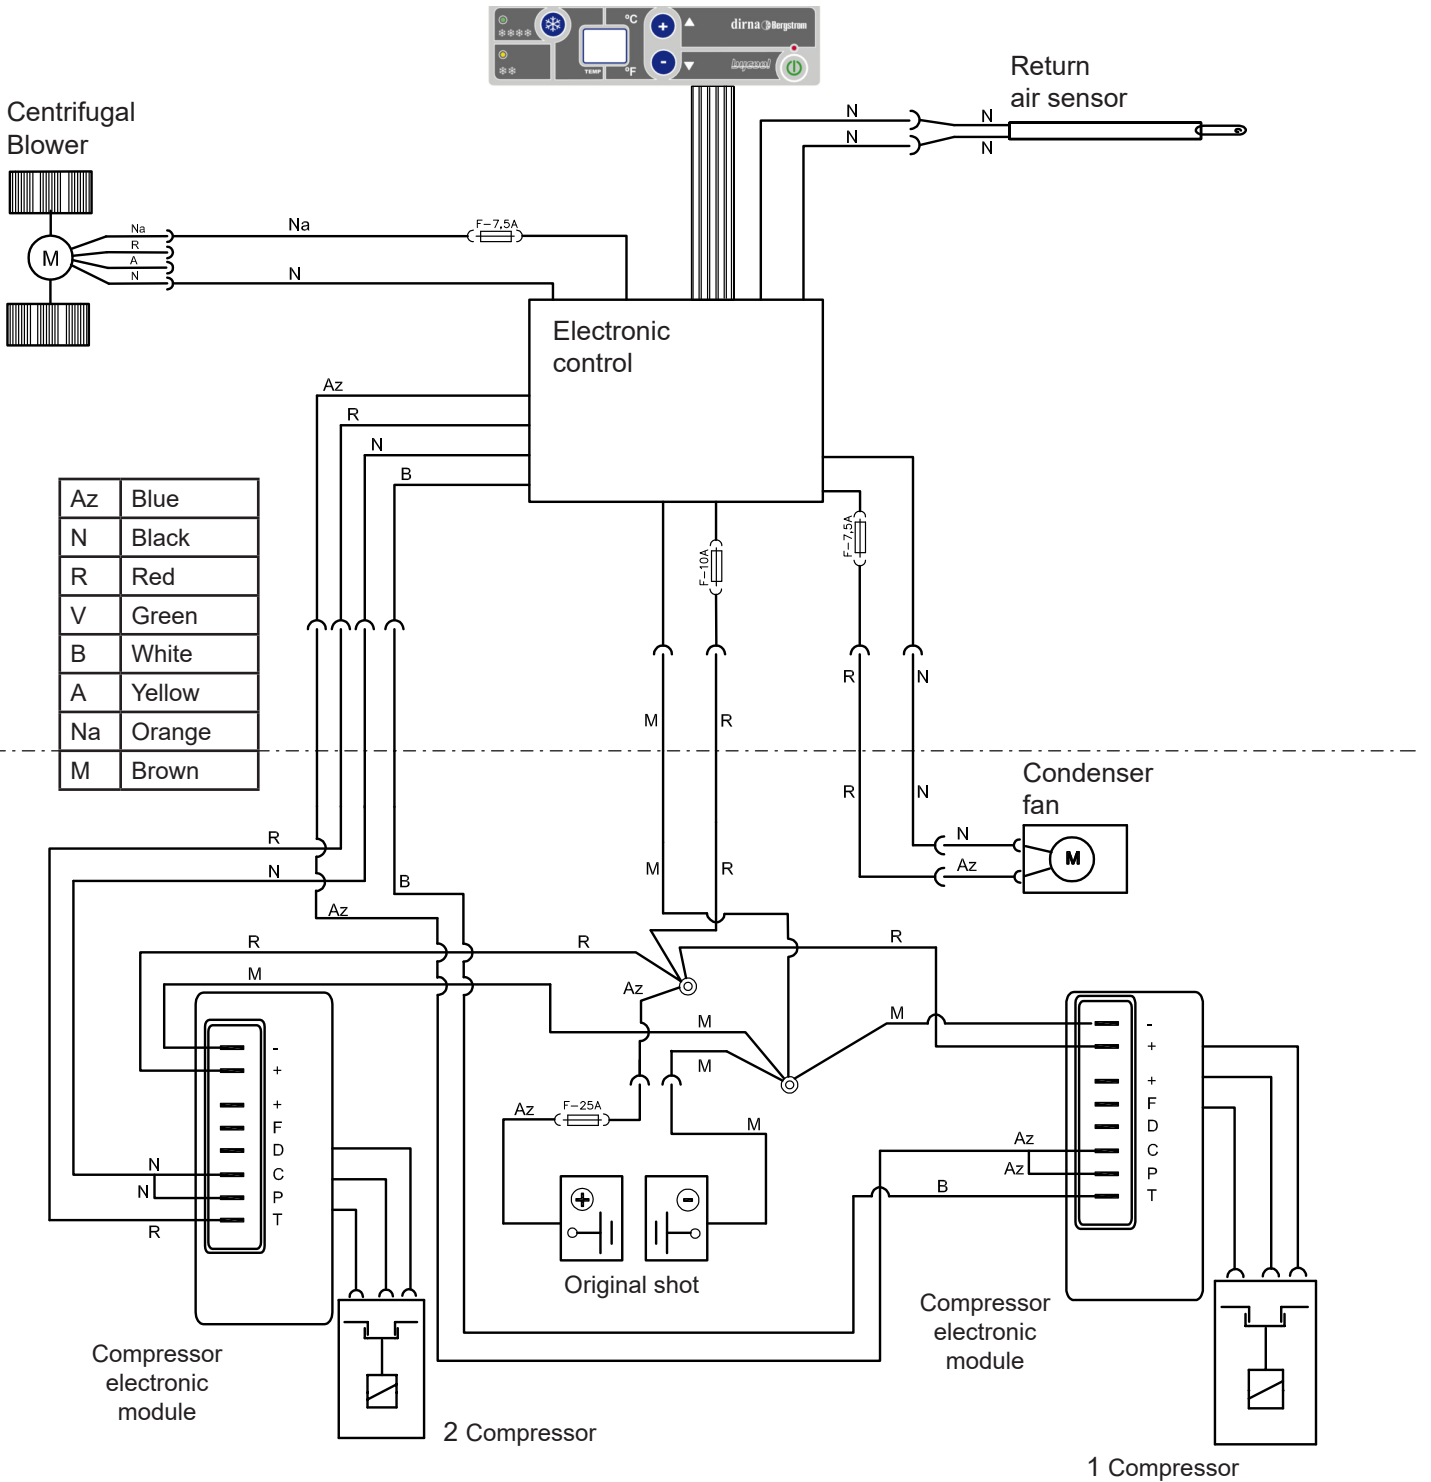 °C
dirna Bergstrom
❄❄❄❄
TEMP
°F
❄❄
bycool
+
-
Return
air sensor
Centrifugal
Blower
N
N
N
N
Na
R
A
N
M
Na
F-7,5A
N
Electronic
control
Az
R
N
B
Az Blue
N Black
R Red
V Green
B White
A Yellow
Na Orange
M Brown
F-10A
F-7,5A
R
N
M
R
R
N
Condenser
fan
N
Az
M
R
N
B
Az
M
R
R
M
R
R
Az
M
M
M
Az
F-25A
M
-
+
+
F
D
C
P
T
N
N
R
-
+
+
F
D
C
P
T
Az
Az
B
+
-
Original shot
Compressor
electronic
module
Compressor
electronic
module
2 Compressor
1 Compressor